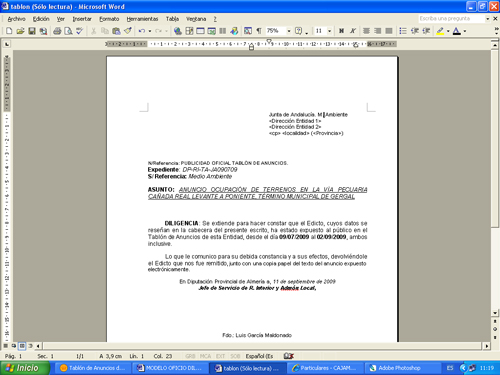 tablon (Sólo lectura) - Microsoft Word
Archivo Edición Ver Insertar Formato Herramientas Tabla Ventana ?
Escriba una pregunta
75%
11
N K S
Junta de Andalucía. M Ambiente
<Dirección Entidad 1>
<Dirección Entidad 2>
<cp> <localidad> (<Provincia>)
N/Referencia: PUBLICIDAD OFICIAL TABLÓN DE ANUNCIOS.
Expediente: DP-RI-TA-JA090709
S/ Referencia: Medio Ambiente
ASUNTO: ANUNCIO OCUPACIÓN DE TERRENOS EN LA VÍA PECUARIA
CAÑADA REAL LEVANTE A PONIENTE, TÉRMINO MUNICIPAL DE GERGAL
DILIGENCIA: Se extiende para hacer constar que el Edicto, cuyos datos se
reseñan en la cabecera del presente escrito, ha estado expuesto al público en el
Tablón de Anuncios de esta Entidad, desde el día 09/07/2009 al 02/09/2009, ambos
inclusive.
Lo que le comunico para su debida constancia y a sus efectos, devolviéndole
el Edicto que nos fue remitido, junto con una copia papel del texto del anuncio expuesto
electrónicamente.
En Diputación Provincial de Almería a, 11 de septiembre de 2009
Jefe de Servicio de R. Interior y Admón Local,
Fdo.: Luis García Maldonado
Pág. 1 Sec. 1 1/1 A 3,9 cm Lín. 1 Col. 23 GRB MCA EXT SOB Español (Es
Inicio Tablón de Anuncios d... MODELO OFICIO DIL... tablon (Sólo lectura) ... Particulares - CAJAM... Adobe Photoshop ES 11:19